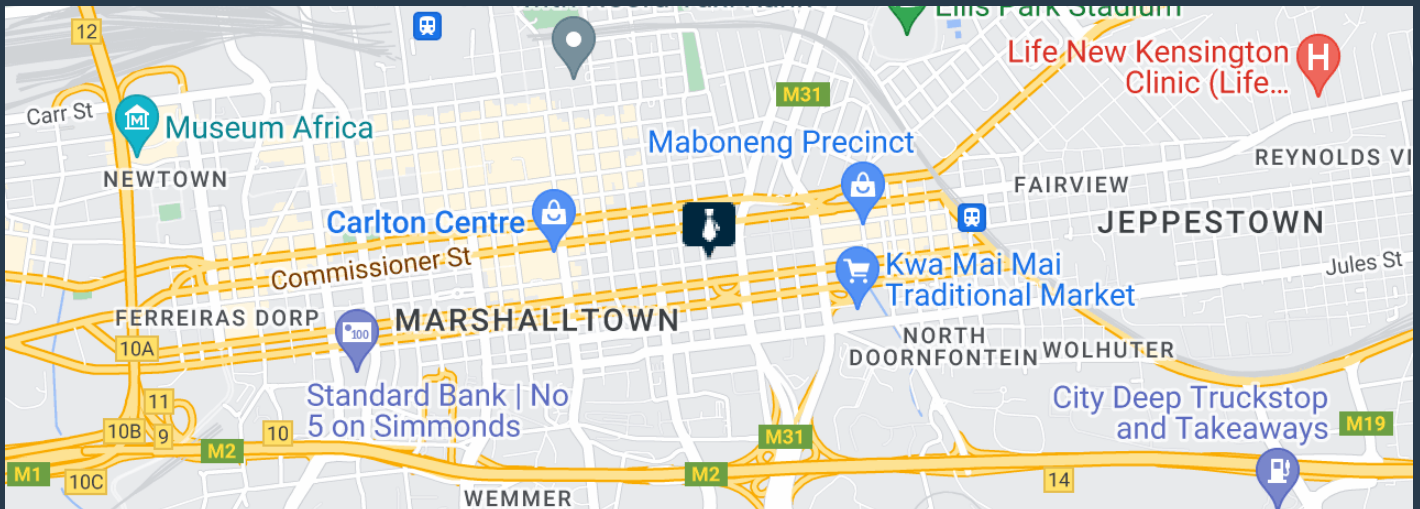 Ellis Park Stadium
12
Life New Kensington
Clinic (Life...
M31
Carr St
Museum Africa
Maboneng Precinct
REYNOLDS VI
NEWTOWN
FAIRVIEW
Carlton Centre
JEPPESTOWN
Commissioner St
Kwa Mai Mai
Traditional Market
Jules St
FERREIRAS DORP
MARSHALLTOWN
100
NORTH
DOORNFONTEIN
WOLHUTER
10A
Standard Bank | No
5 on Simmonds
11
City Deep Truckstop
and Takeaways
10B
9
10
M31
M19
M2
M1
10C
M2
14
WEMMER